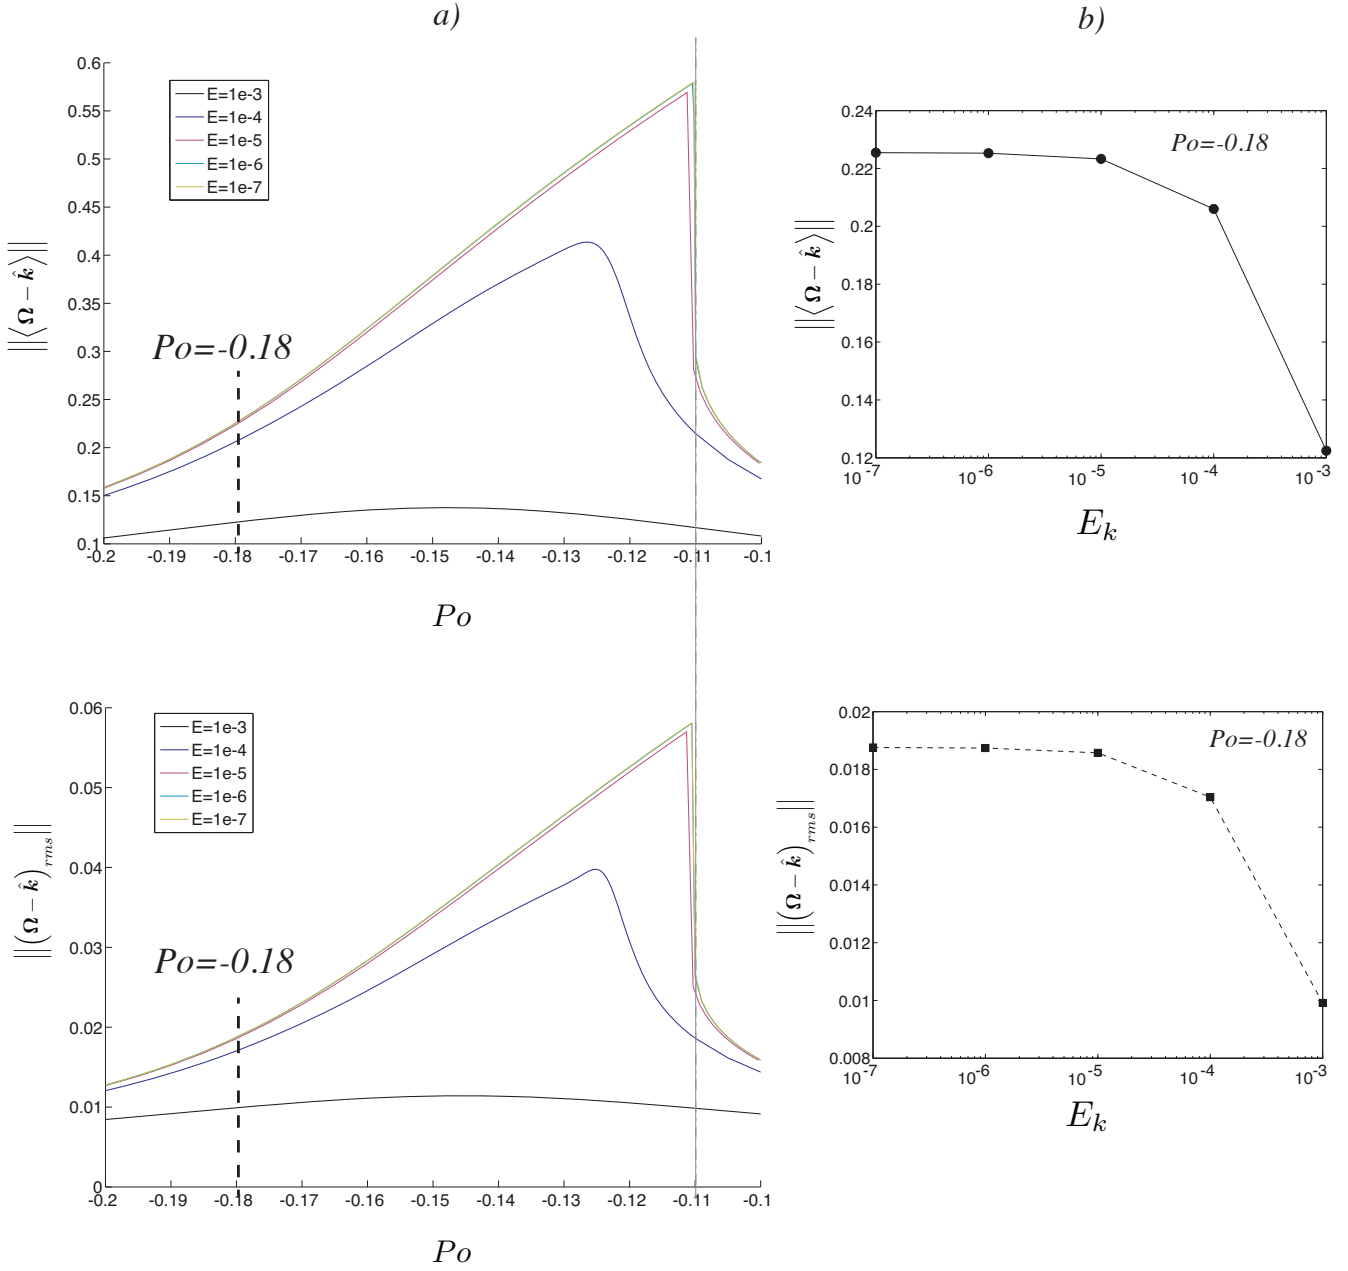 a)
b)
0.6
0.55
0.5
0.45
0.4
0.35
0.3
0.25
0.2
0.15
0.1
E=1e-3
E=1e-4
E=1e-5
E=1e-6
E=1e-7
Po=-0.18
-0.2 -0.19 -0.18 -0.17 -0.16 -0.15 -0.14 -0.13 -0.12 -0.11 -0.1
||⟨Ω − k̂⟩||
Po
0.24
0.22
0.2
0.18
0.16
0.14
0.12
Po=-0.18
10^-7 10^-6 10^-5 10^-4 10^-3
||⟨Ω − k̂⟩||
E_k
0.06
0.05
0.04
0.03
0.02
0.01
0
E=1e-3
E=1e-4
E=1e-5
E=1e-6
E=1e-7
Po=-0.18
-0.2 -0.19 -0.18 -0.17 -0.16 -0.15 -0.14 -0.13 -0.12 -0.11 -0.1
||(Ω − k̂)_rms||
Po
0.02
0.018
0.016
0.014
0.012
0.01
0.008
Po=-0.18
10^-7 10^-6 10^-5 10^-4 10^-3
||(Ω − k̂)_rms||
E_k